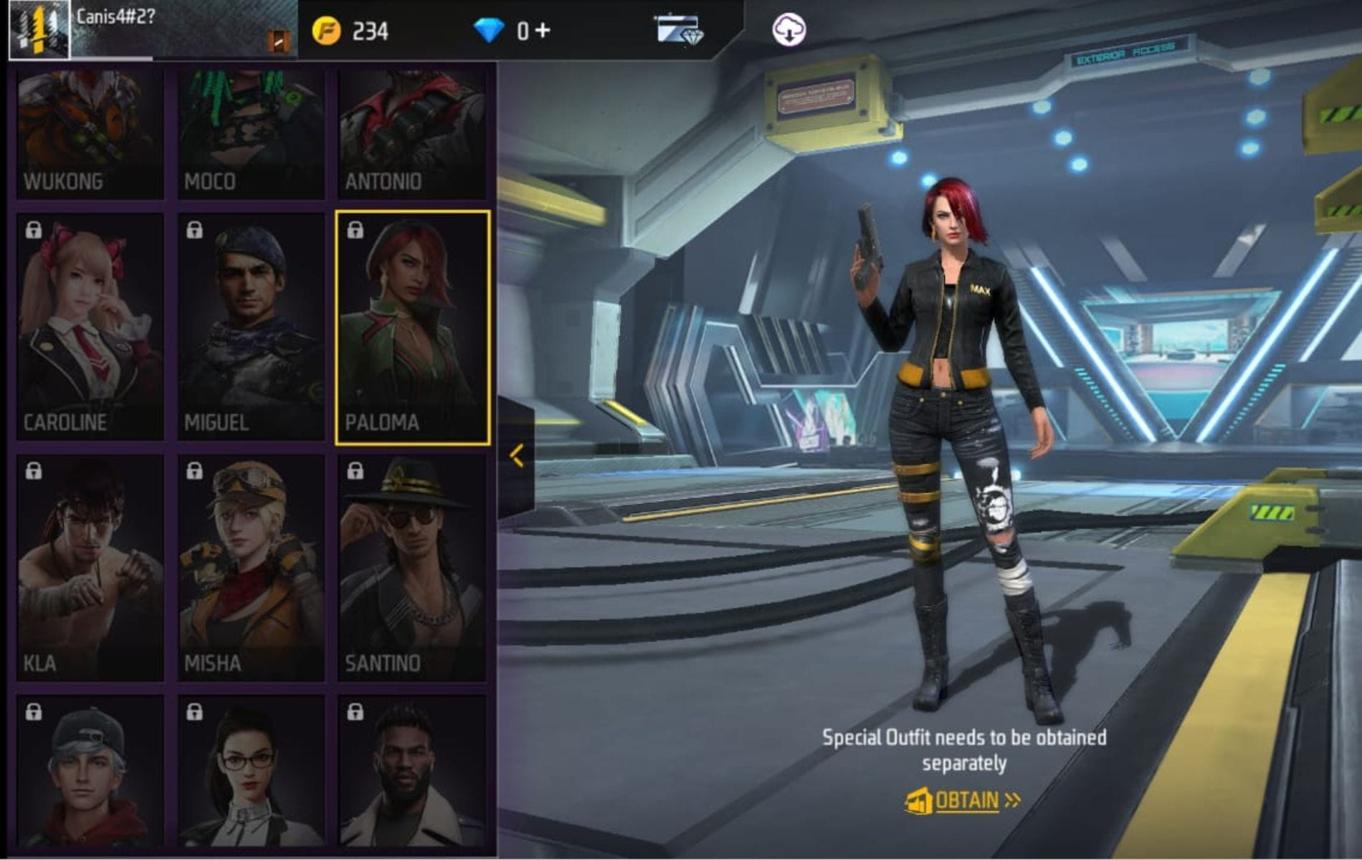 Canis4#2?
234
0 +
EXTERIOR ACCESS
WUKONG
MOCO
ANTONIO
MAX
CAROLINE
MIGUEL
PALOMA
KLA
MISHA
SANTINO
Special Outfit needs to be obtained
separately
OBTAIN >>